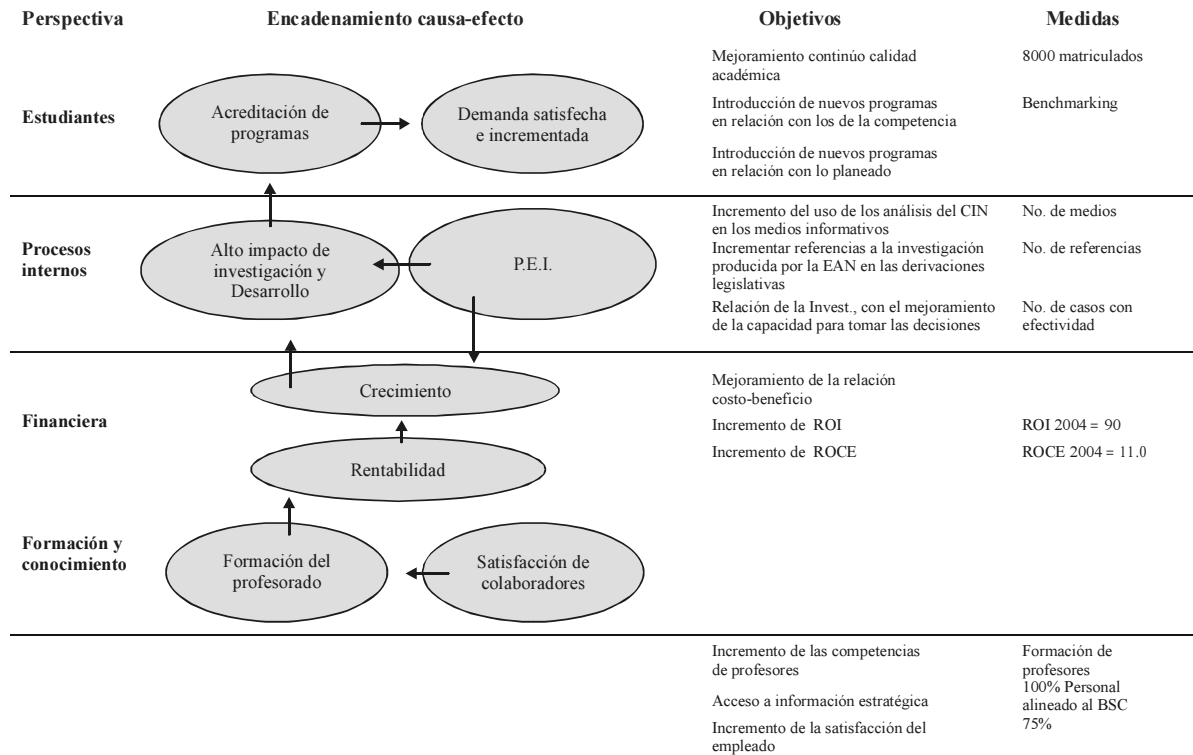 Perspectiva
Encadenamiento causa-efecto
Objetivos
Medidas
Estudiantes
Acreditación de
programas
Demanda satisfecha
e incrementada
Mejoramiento continúo calidad
académica
8000 matriculados
Introducción de nuevos programas
en relación con los de la competencia
Benchmarking
Introducción de nuevos programas
en relación con lo planeado
Procesos
internos
Alto impacto de
investigación y
Desarrollo
P.E.I.
Incremento del uso de los análisis del CIN
en los medios informativos
No. de medios
Incrementar referencias a la investigación
producida por la EAN en las derivaciones
legislativas
No. de referencias
Relación de la Invest., con el mejoramiento
de la capacidad para tomar las decisiones
No. de casos con
efectividad
Financiera
Crecimiento
Rentabilidad
Mejoramiento de la relación
costo-beneficio
Incremento de ROI
ROI 2004 = 90
Incremento de ROCE
ROCE 2004 = 11.0
Formación y
conocimiento
Formación del
profesorado
Satisfacción de
colaboradores
Incremento de las competencias
de profesores
Formación de
profesores
Acceso a información estratégica
100% Personal
alineado al BSC
Incremento de la satisfacción del
empleado
75%